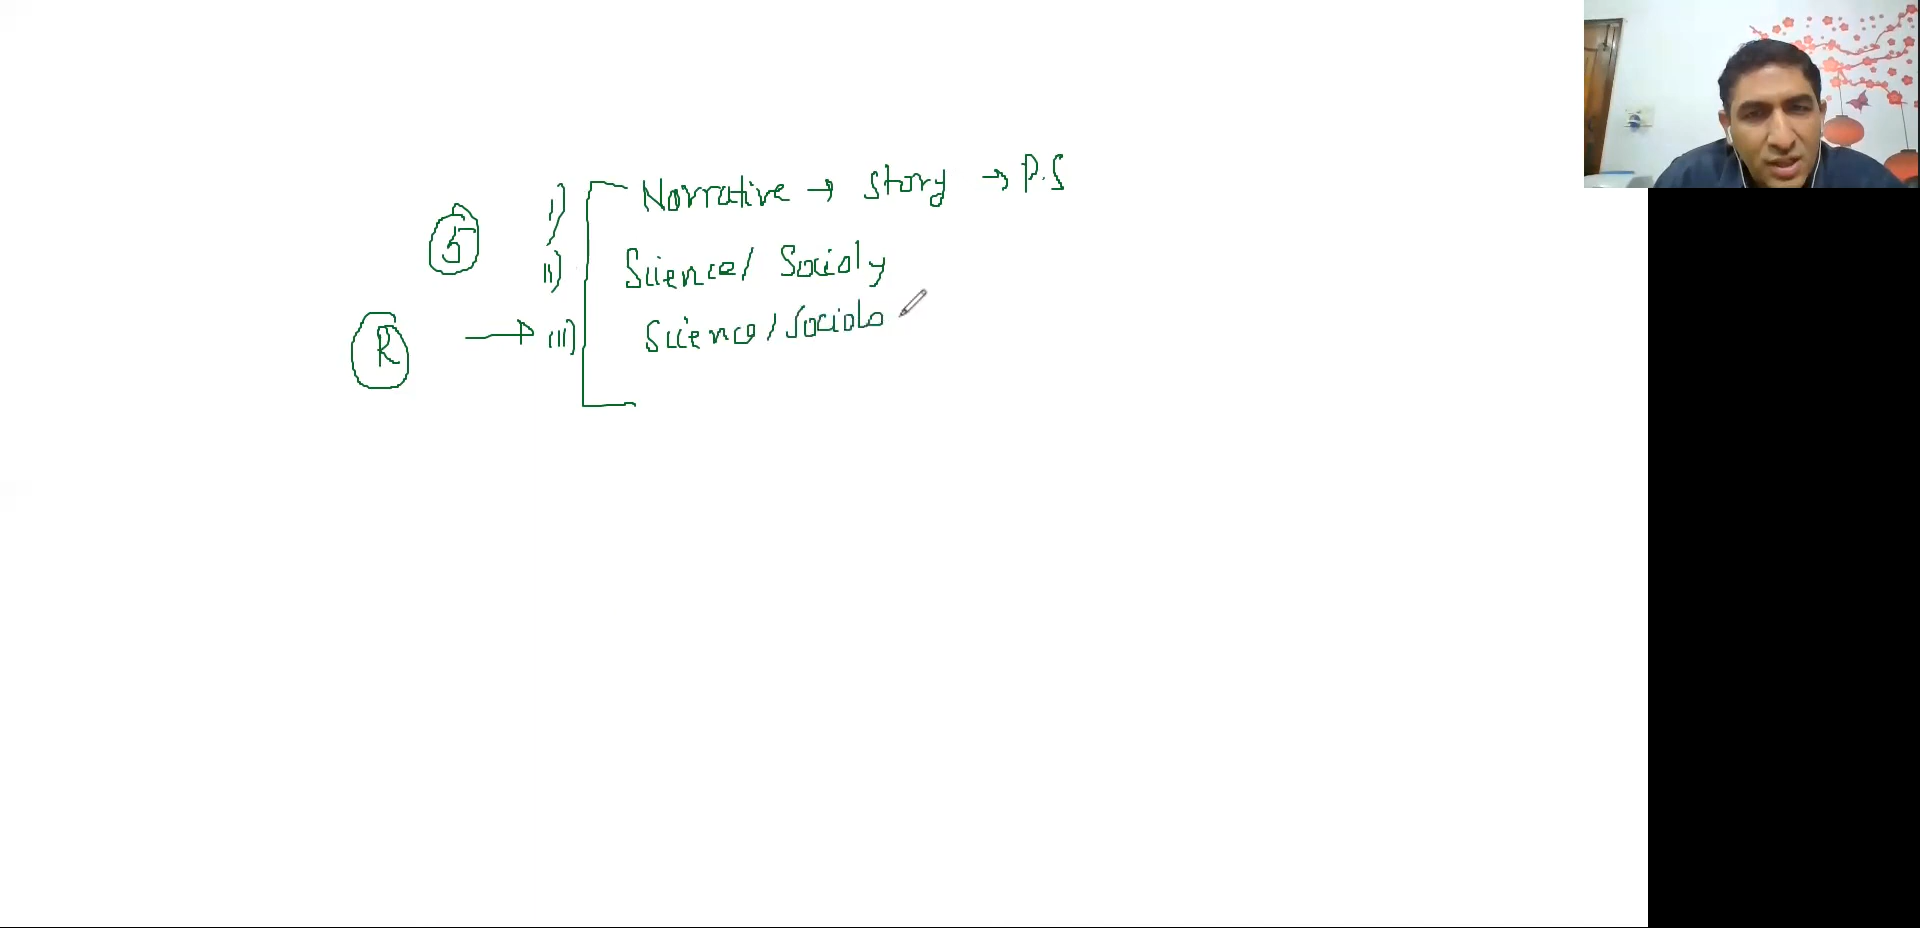 i) Narrative → Story → P.S
5
ii) Science/ Socioly
R → iii) Science/Sociolo